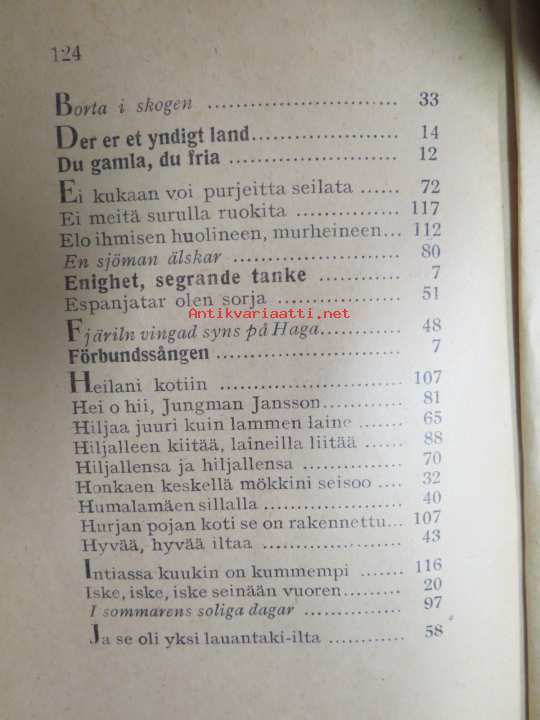 124
Borta i skogen ........................... 33
Der er et yndigt land..................... 14
Du gamla, du fria ........................ 12
Ei kukaan voi purjeitta seilata ...... 72
Ei meitä surulla ruokita ............... 117
Elo ihmisen huolineen, murheineen... 112
En sjöman älskar ........................ 80
Enighet, segrande tanke ............... 7
Espanjatar olen sorja .................. 51
Antikvariaatti.net
Fjäriln vingad syns på Haga............ 48
Förbundssången ........................... 7
Heilani kotiin ........................... 107
Hei o hii, Jungman Jansson............ 81
Hiljaa juuri kuin lammen laine ...... 65
Hiljalleen kiitää, laineilla liitää ...... 88
Hiljallensa ja hiljallensa ............... 70
Honkaen keskellä mökkini seisoo .... 32
Humalamäen sillalla ..................... 40
Hurjan pojan koti se on rakennettu... 107
Hyvää, hyvää iltaa ..................... 43
Intiassa kuukin on kummempi ...... 116
Iske, iske, iske seinään vuoren......... 20
I sommarens soliga dagar ............... 97
Ja se oli yksi lauantaki-ilta ............ 58